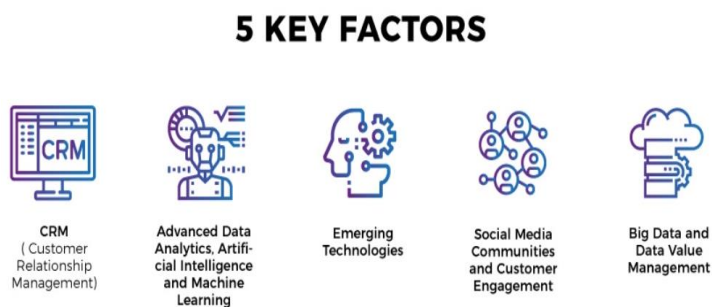 5 KEY FACTORS
CRM
CRM
( Customer
Relationship
Management)
Advanced Data
Analytics, Artifi-
cial Intelligence
and Machine
Learning
Emerging
Technologies
Social Media
Communities
and Customer
Engagement
Big Data and
Data Value
Management